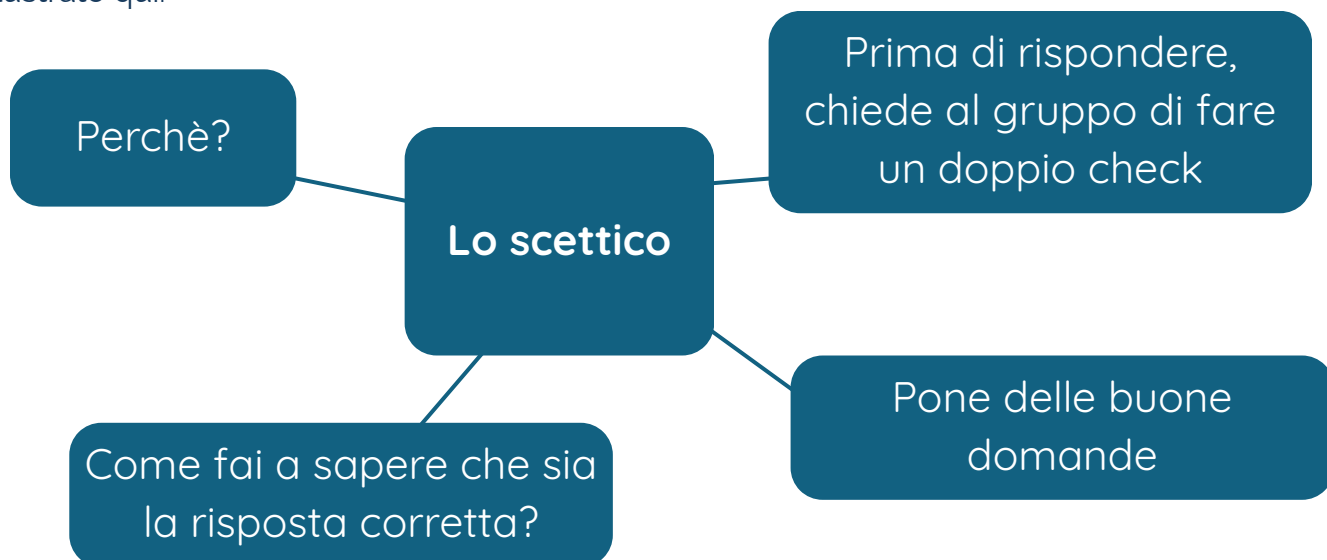 Perchè?
Prima di rispondere,
chiede al gruppo di fare
un doppio check
Lo scettico
Pone delle buone
domande
Come fai a sapere che sia
la risposta corretta?